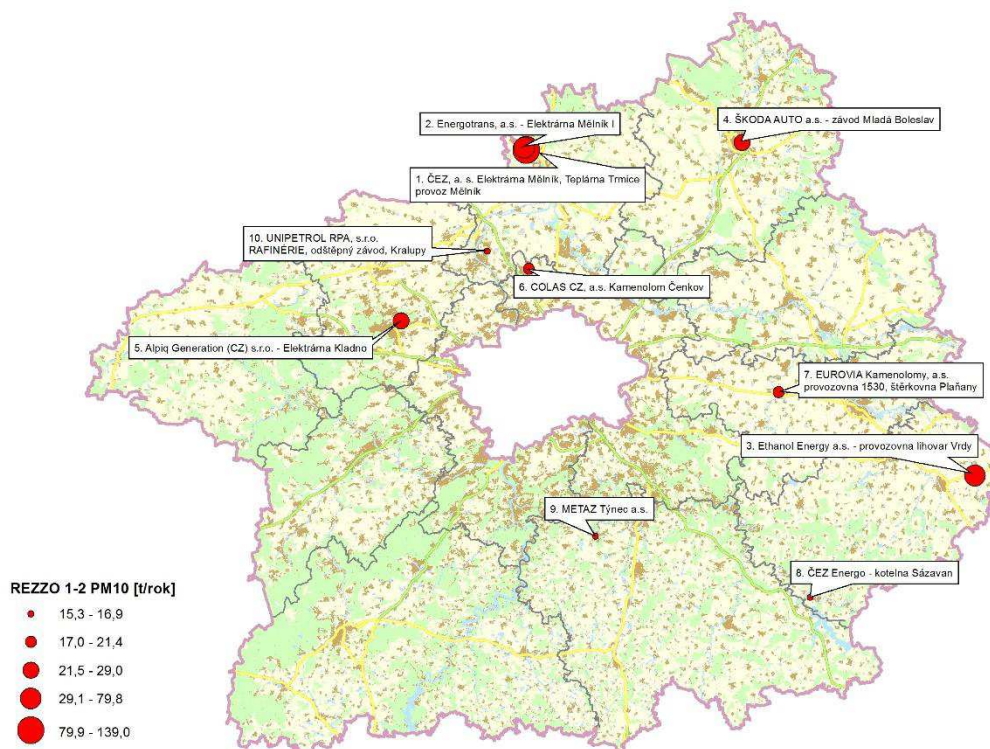 2. Energotrans, a.s. - Elektrárna Mělník I
4. ŠKODA AUTO a.s. - závod Mladá Boleslav
1. ČEZ, a. s. Elektrárna Mělník, Teplárna Trmice
provoz Mělník
10. UNIPETROL RPA, s.r.o.
RAFINÉRIE, odštěpný závod, Kralupy
6. COLAS CZ, a.s. Kamenolom Čenkov
5. Alpiq Generation (CZ) s.r.o. - Elektrárna Kladno
7. EUROVIA Kamenolomy, a.s.
provozovna 1530, štěrkovna Plaňany
3. Ethanol Energy a.s. - provozovna lihovar Vrdy
9. METAZ Týnec a.s.
8. ČEZ Energo - kotelna Sázavan
REZZO 1-2 PM10 [t/rok]
15,3 - 16,9
17,0 - 21,4
21,5 - 29,0
29,1 - 79,8
79,9 - 139,0